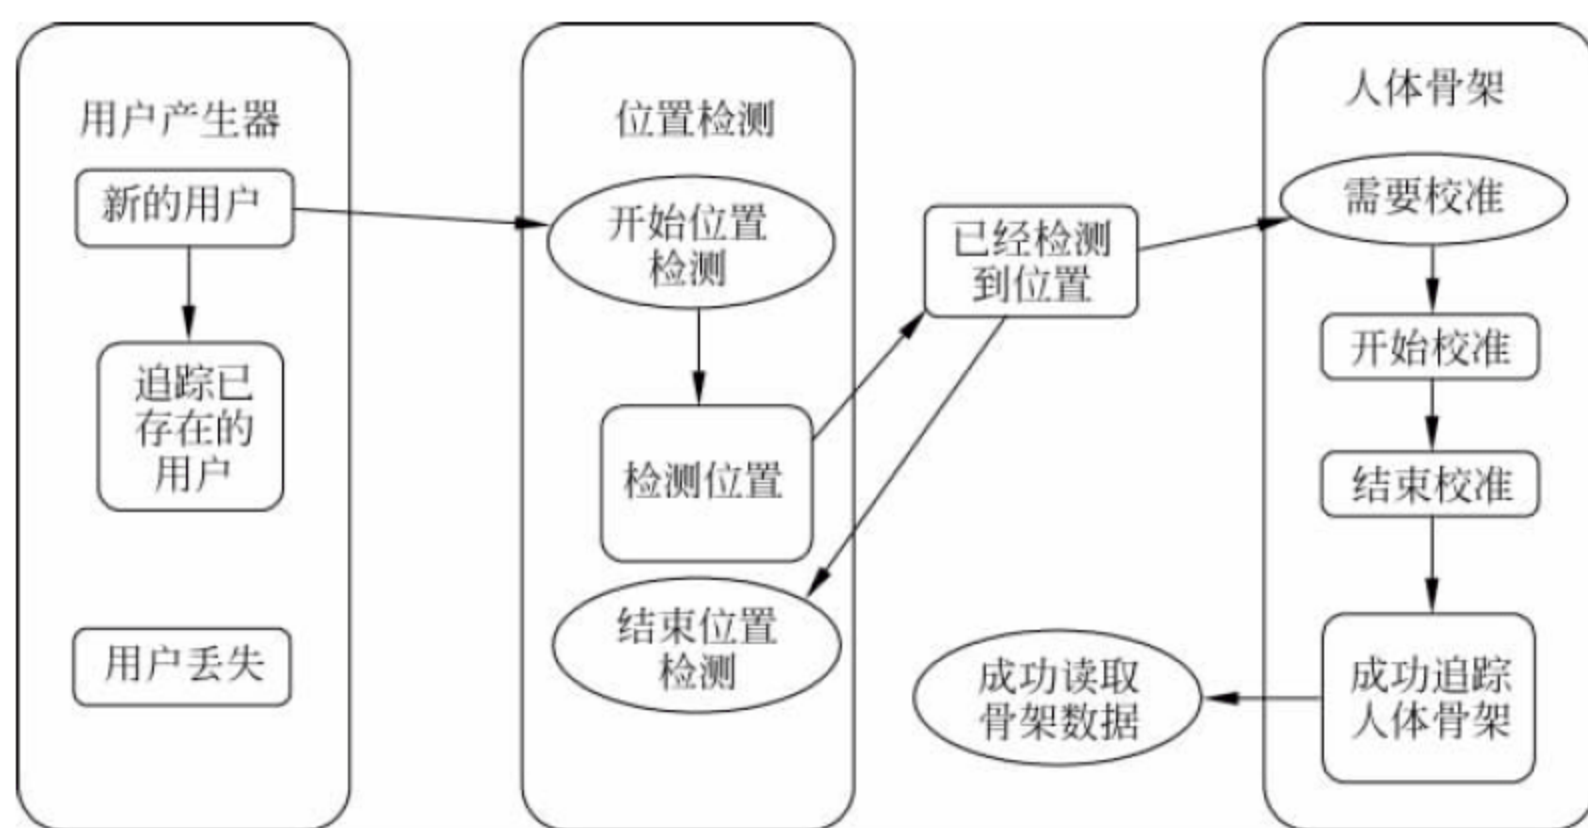 用户产生器
新的用户
追踪已
存在的
用户
用户丢失
位置检测
开始位置
检测
检测位置
结束位置
检测
已经检测
到位置
人体骨架
需要校准
开始校准
结束校准
成功追踪
人体骨架
成功读取
骨架数据